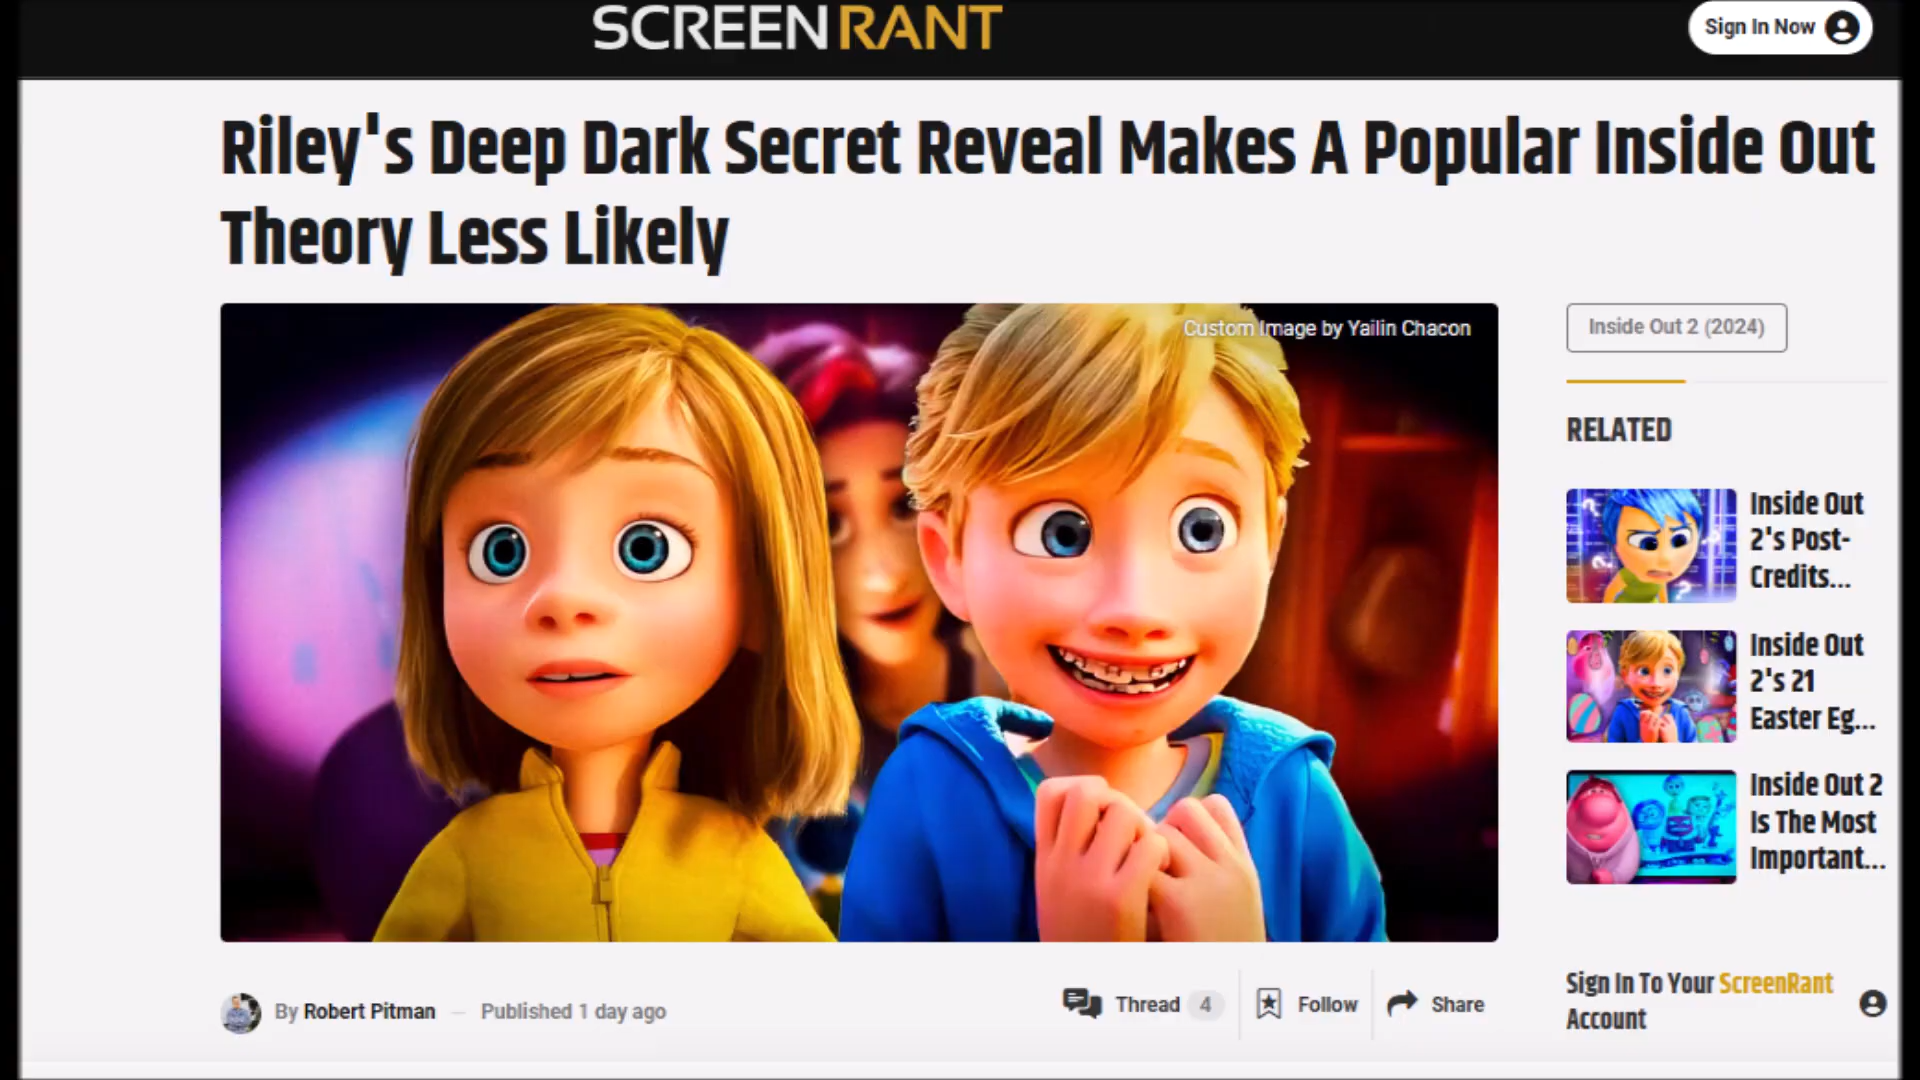 SCREENRANT
Sign In Now
Riley's Deep Dark Secret Reveal Makes A Popular Inside Out
Theory Less Likely
Custom Image by Yailin Chacon
Inside Out 2 (2024)
RELATED
Inside Out
2's Post-
Credits...
Inside Out
2's 21
Easter Eg...
Inside Out 2
Is The Most
Important...
By Robert Pitman — Published 1 day ago
Thread 4
Follow
Share
Sign In To Your ScreenRant
Account